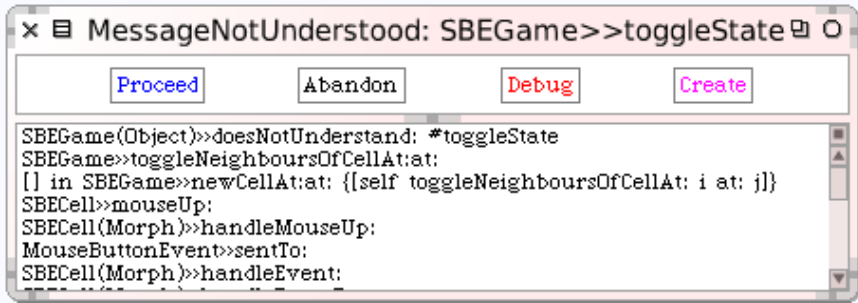 MessageNotUnderstood: SBEGame>>toggleState
Proceed Abandon Debug Create
SBEGame(Object)>>doesNotUnderstand: #toggleState
SBEGame>>toggleNeighboursOfCellAt:at:
[] in SBEGame>>newCellAt:at: {[self toggleNeighboursOfCellAt: i at: j]}
SBECell>>mouseUp:
SBECell(Morph)>>handleMouseUp:
MouseButtonEvent>>sentTo:
SBECell(Morph)>>handleEvent: